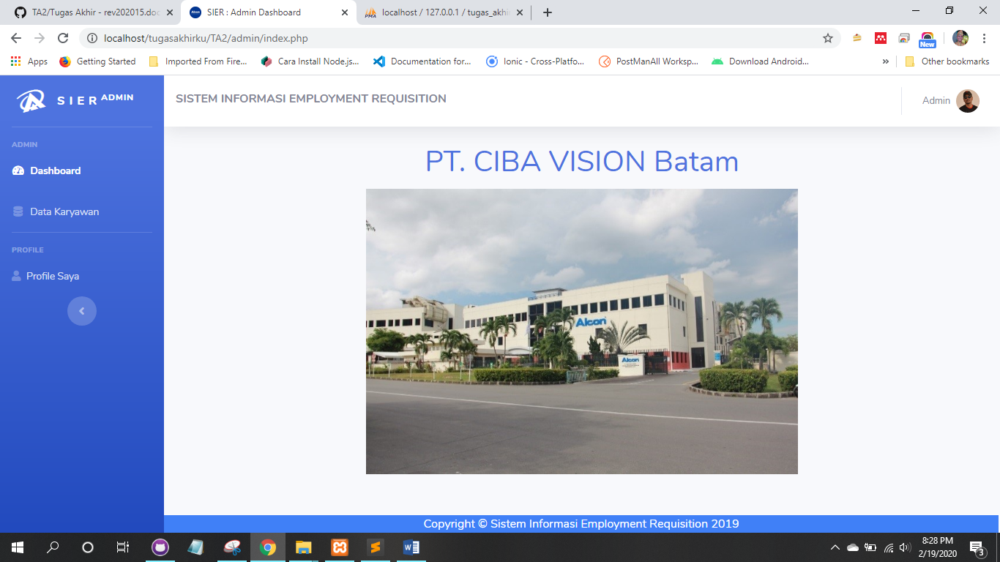 TA2/Tugas Akhir - rev202015.doc
SIER : Admin Dashboard
localhost / 127.0.0.1 / tugas_akhi
localhost/tugasakhirku/TA2/admin/index.php
New
Apps
Getting Started
Imported From Fire...
Cara Install Node.js...
Documentation for...
Ionic - Cross-Platfo...
PostManAll Worksp...
Download Android...
»
Other bookmarks
SIER ADMIN
SISTEM INFORMASI EMPLOYMENT REQUISITION
Admin
ADMIN
Dashboard
Data Karyawan
PROFILE
Profile Saya
PT. CIBA VISION Batam
Alcon
Alcon
Copyright © Sistem Informasi Employment Requisition 2019
8:28 PM
2/19/2020
3